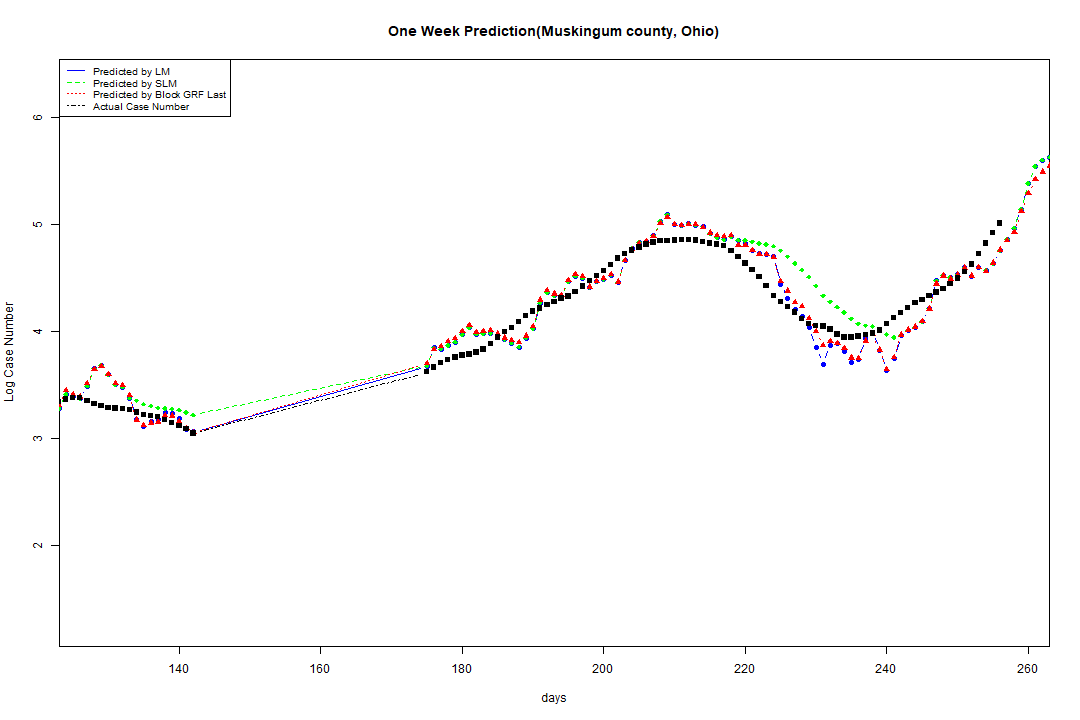 One Week Prediction(Muskingum county, Ohio)
Predicted by LM
Predicted by SLM
Predicted by Block GRF Last
Actual Case Number
6
5
4
3
2
Log Case Number
140 160 180 200 220 240 260
days